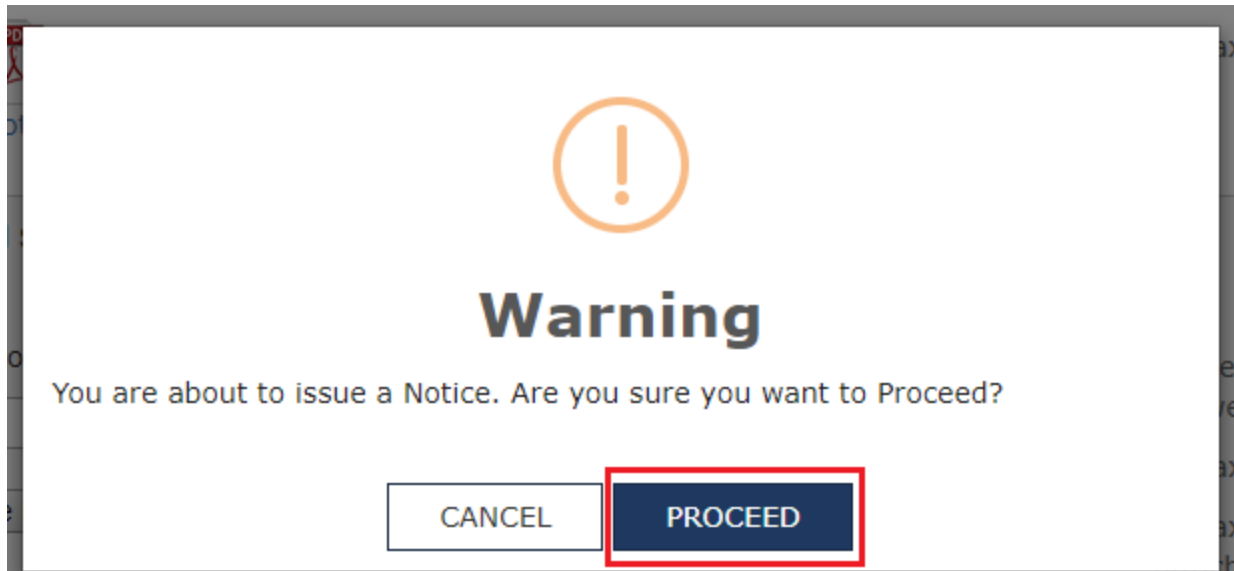 Warning
You are about to issue a Notice. Are you sure you want to Proceed?
CANCEL PROCEED